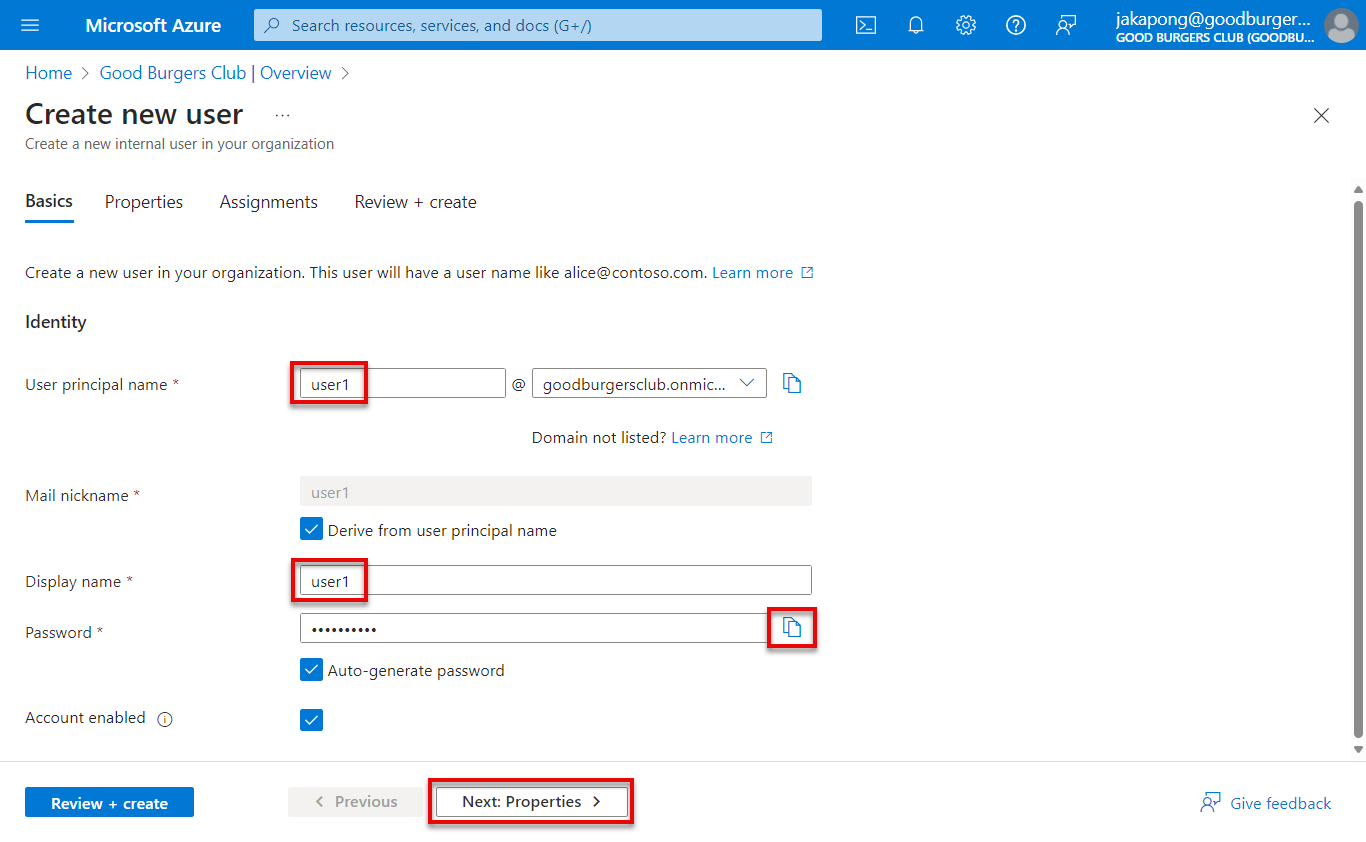 Microsoft Azure
Search resources, services, and docs (G+/)
jakapong@goodburger...
GOOD BURGERS CLUB (GOODBU...
Home > Good Burgers Club | Overview >
Create new user ...
Create a new internal user in your organization
Basics Properties Assignments Review + create
Create a new user in your organization. This user will have a user name like alice@contoso.com. Learn more
Identity
User principal name * user1 @ goodburgersclub.onmic...
Domain not listed? Learn more
Mail nickname * user1
Derive from user principal name
Display name * user1
Password * ••••••••••
Auto-generate password
Account enabled
Review + create < Previous Next: Properties > Give feedback